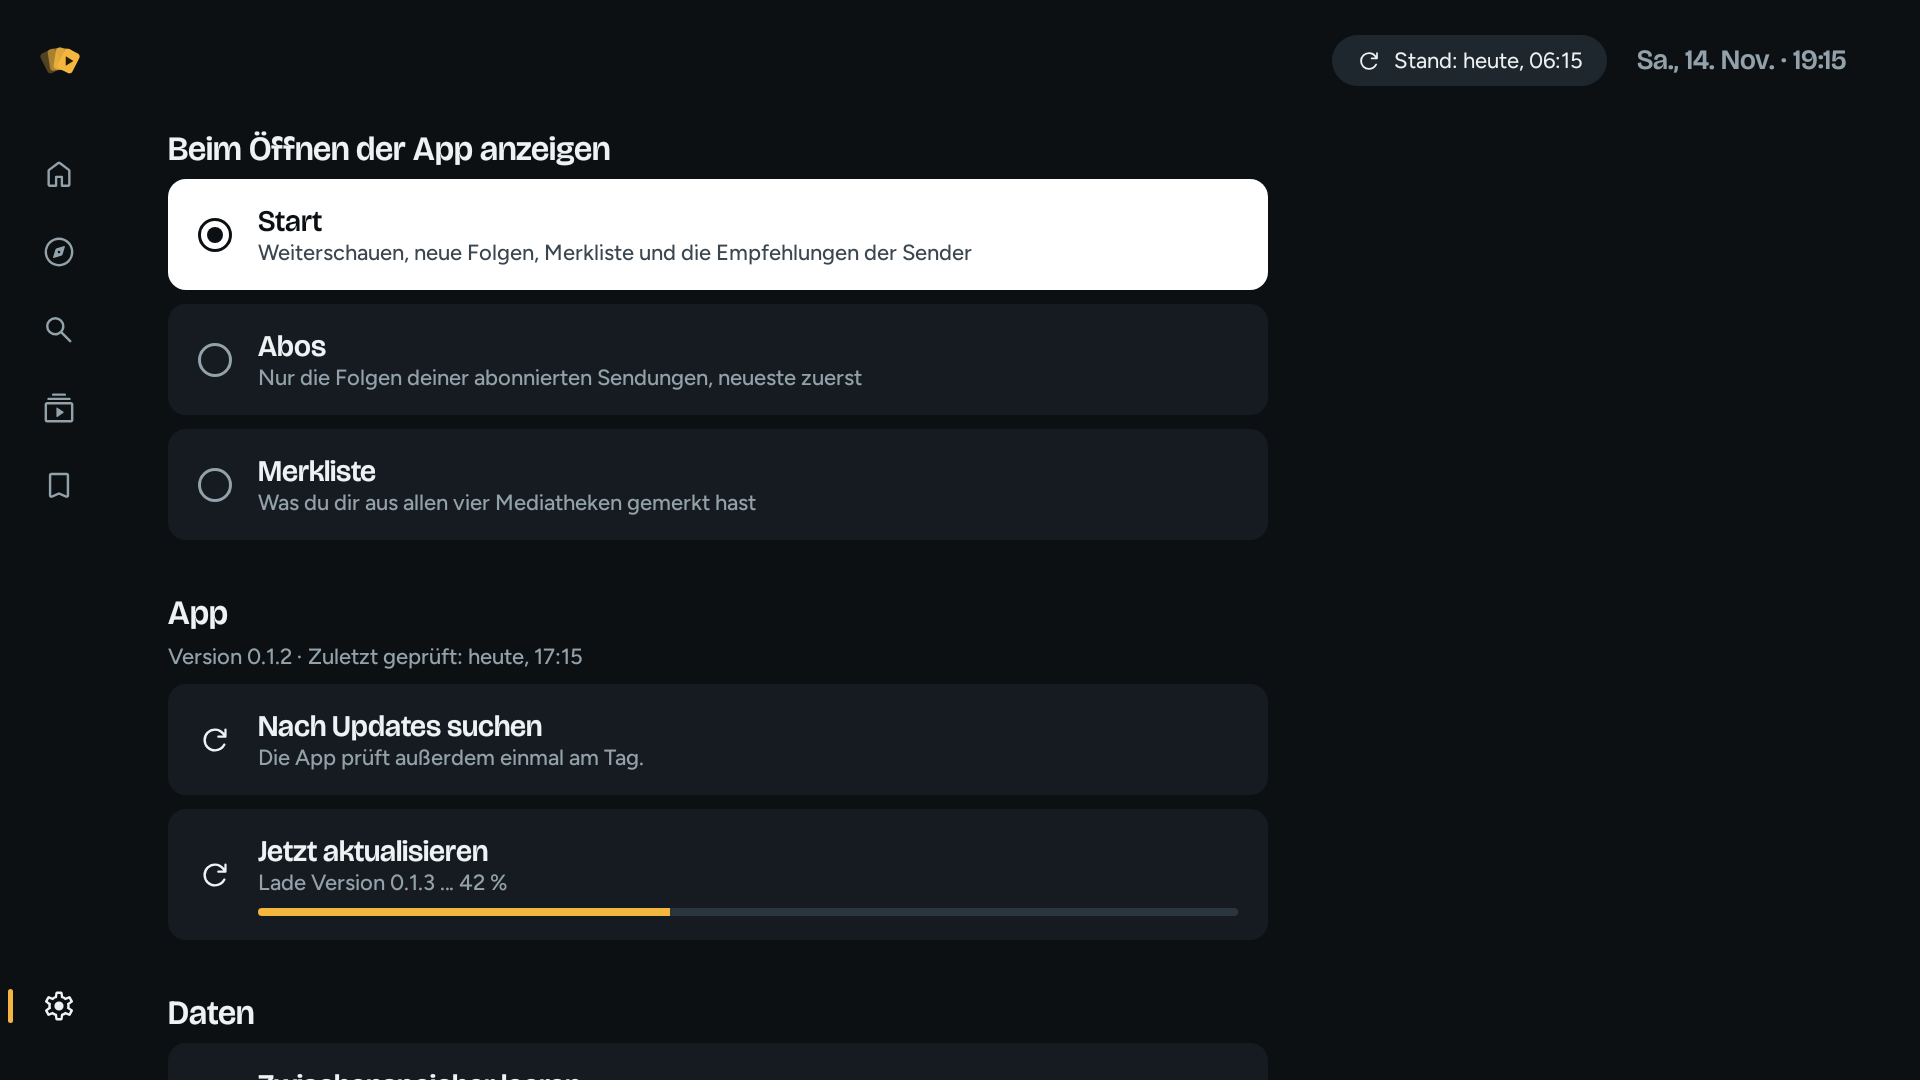 Stand: heute, 06:15
Sa., 14. Nov. · 19:15
Beim Öffnen der App anzeigen
Start
Weiterschauen, neue Folgen, Merkliste und die Empfehlungen der Sender
Abos
Nur die Folgen deiner abonnierten Sendungen, neueste zuerst
Merkliste
Was du dir aus allen vier Mediatheken gemerkt hast
App
Version 0.1.2 · Zuletzt geprüft: heute, 17:15
Nach Updates suchen
Die App prüft außerdem einmal am Tag.
Jetzt aktualisieren
Lade Version 0.1.3 ... 42 %
Daten